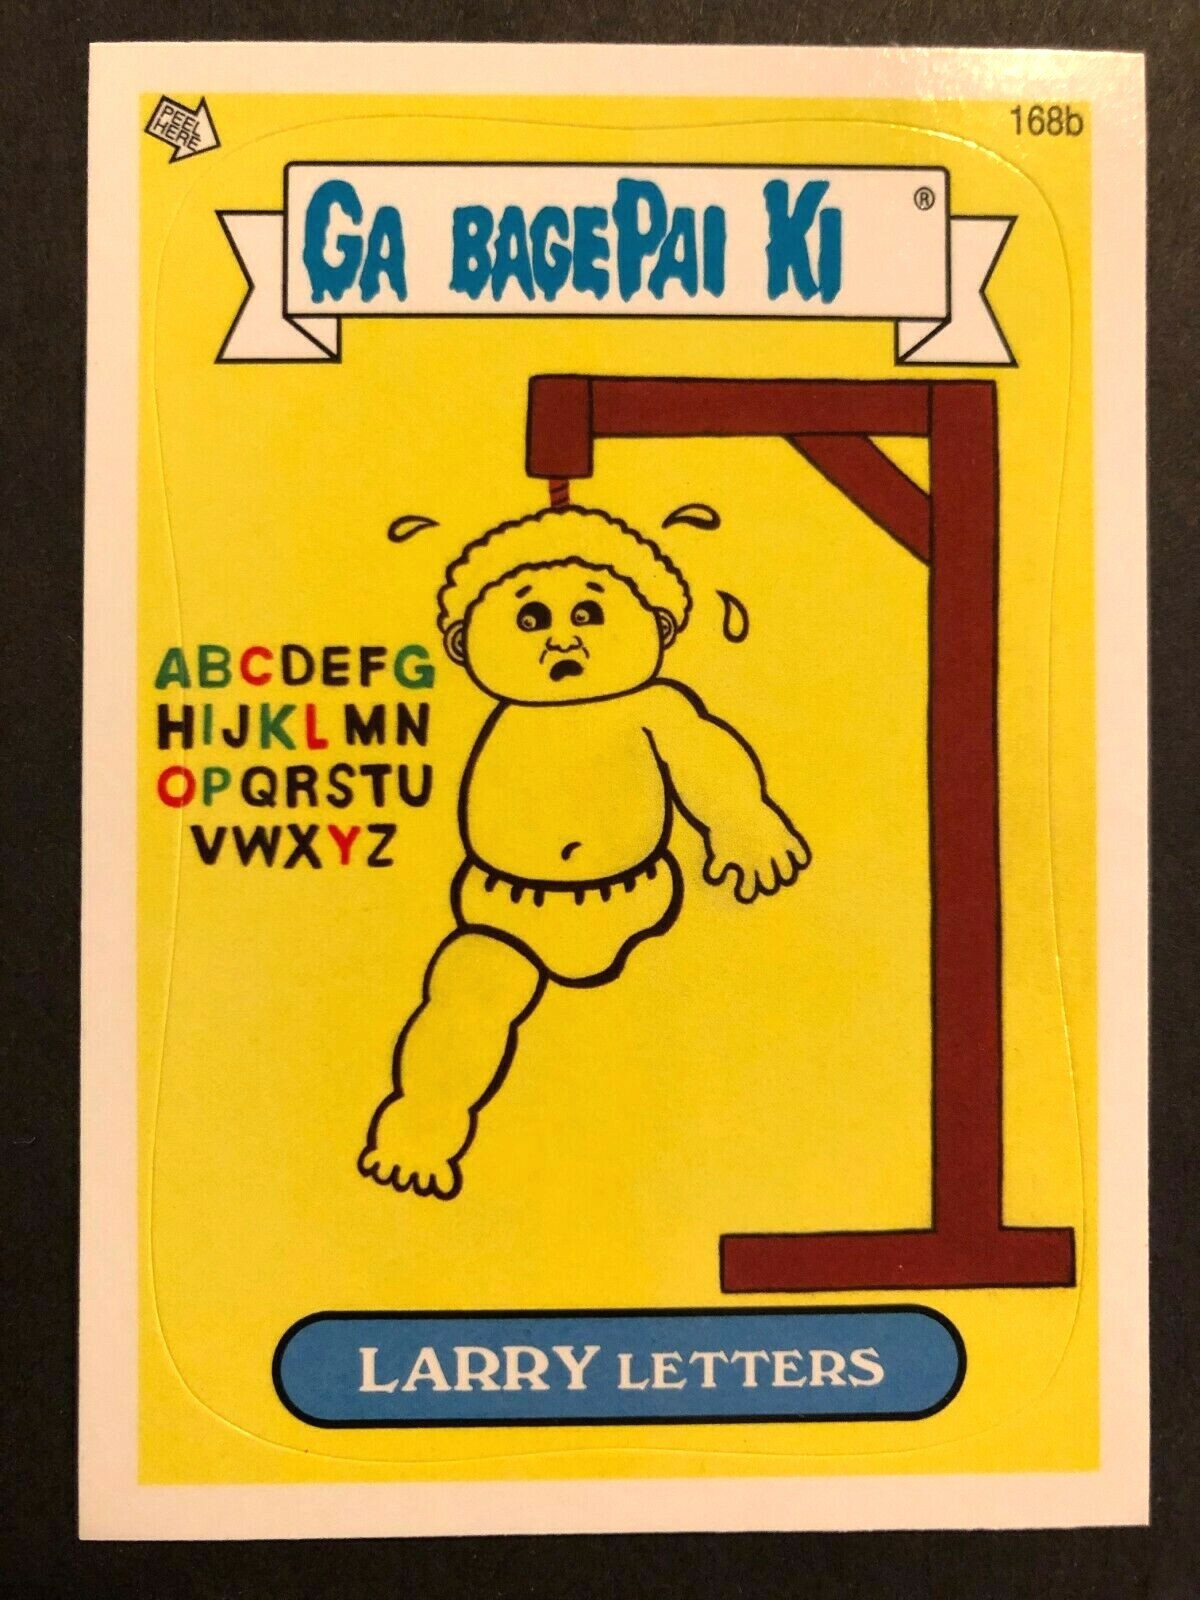 PEEL
HERE
168b
GA BAGEPAI KI ®
ABCDEFG
HIJKLMN
OPQRSTU
VWXYZ
LARRY LETTERS